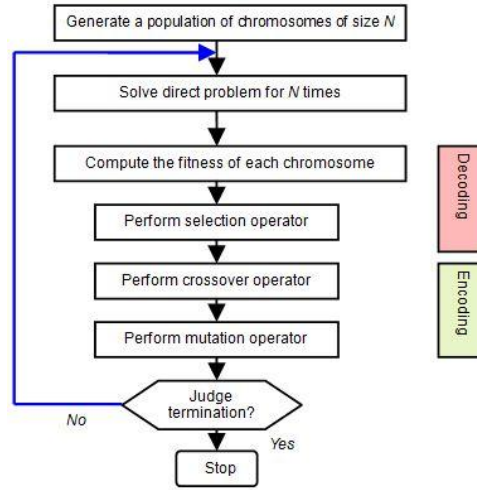 Generate a population of chromosomes of size N
Solve direct problem for N times
Compute the fitness of each chromosome
Decoding
Perform selection operator
Perform crossover operator
Encoding
Perform mutation operator
Judge
termination?
No
Yes
Stop